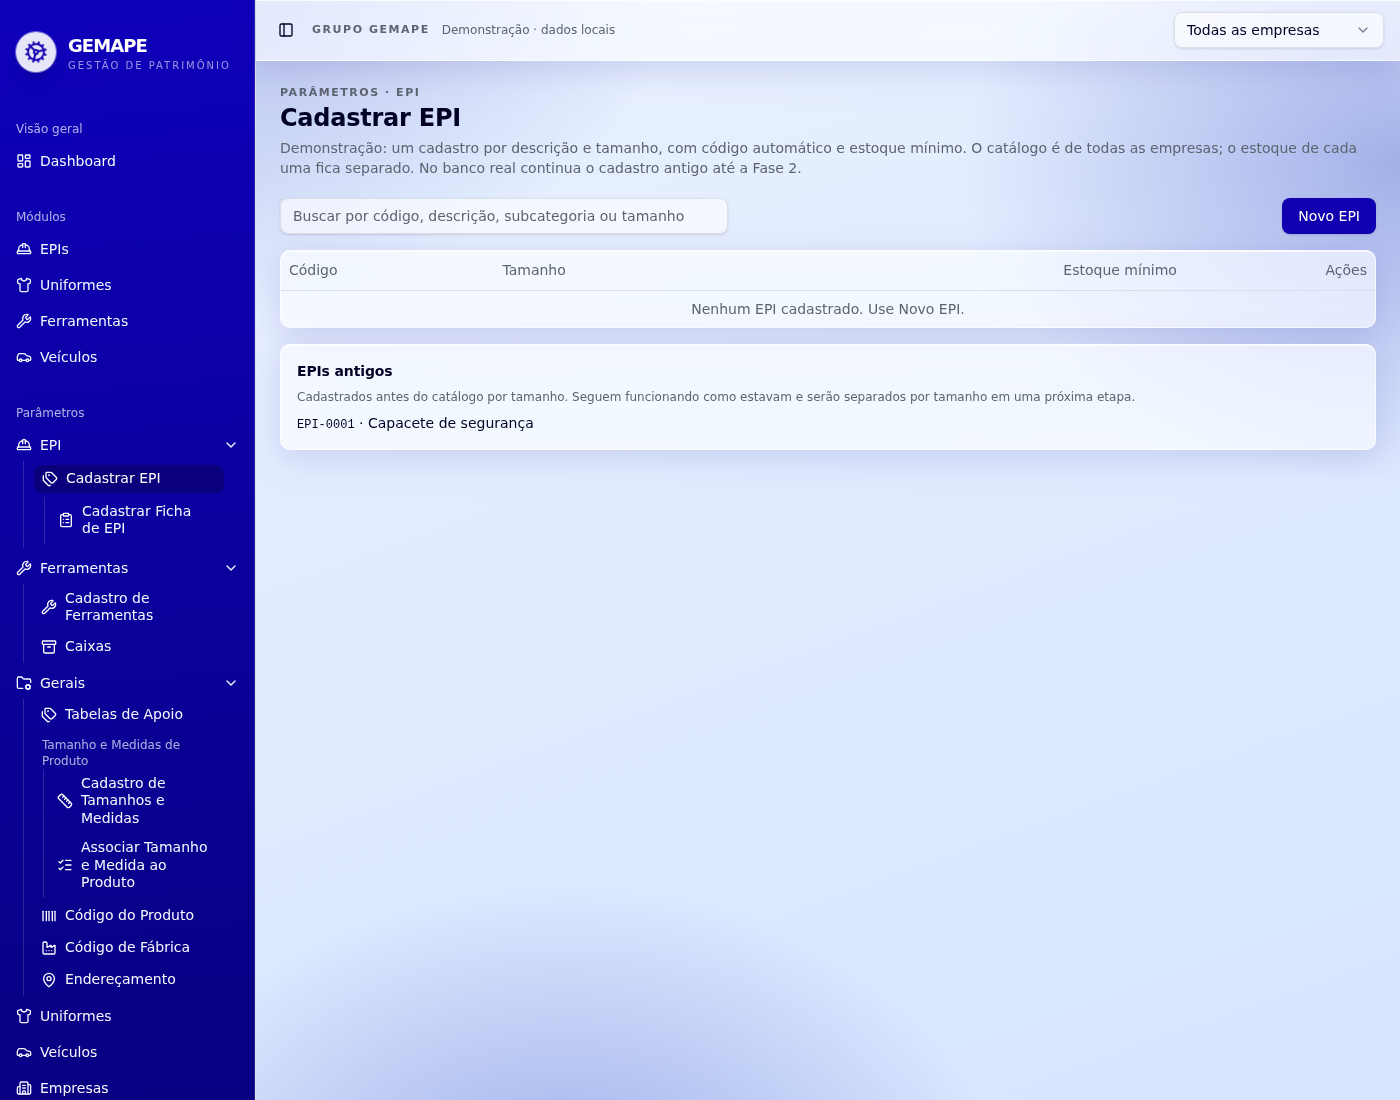 GEMAPE
GESTÃO DE PATRIMÔNIO
Visão geral
Dashboard
Módulos
EPIs
Uniformes
Ferramentas
Veículos
Parâmetros
EPI
Cadastrar EPI
Cadastrar Ficha
de EPI
Ferramentas
Cadastro de
Ferramentas
Caixas
Gerais
Tabelas de Apoio
Tamanho e Medidas de
Produto
Cadastro de
Tamanhos e
Medidas
Associar Tamanho
e Medida ao
Produto
Código do Produto
Código de Fábrica
Endereçamento
Uniformes
Veículos
Empresas
GRUPO GEMAPE Demonstração · dados locais
Todas as empresas
PARÂMETROS · EPI
Cadastrar EPI
Demonstração: um cadastro por descrição e tamanho, com código automático e estoque mínimo. O catálogo é de todas as empresas; o estoque de cada
uma fica separado. No banco real continua o cadastro antigo até a Fase 2.
Buscar por código, descrição, subcategoria ou tamanho
Novo EPI
Código Tamanho Estoque mínimo Ações
Nenhum EPI cadastrado. Use Novo EPI.
EPIs antigos
Cadastrados antes do catálogo por tamanho. Seguem funcionando como estavam e serão separados por tamanho em uma próxima etapa.
EPI-0001 · Capacete de segurança